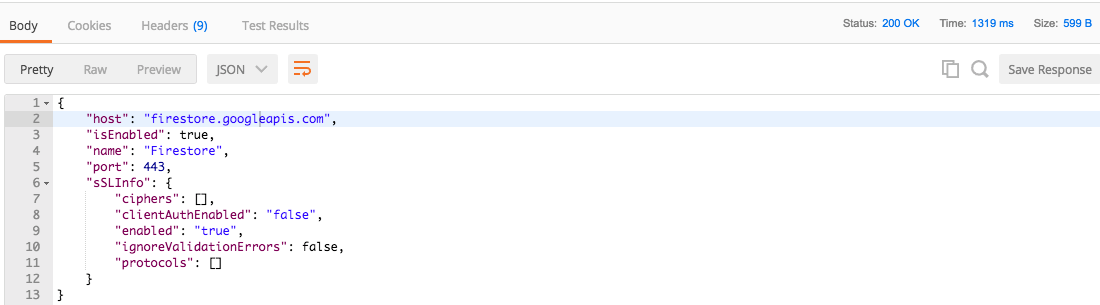 Body Cookies Headers (9) Test Results Status: 200 OK Time: 1319 ms Size: 599 B
Pretty Raw Preview JSON Save Response
1 {
2 "host": "firestore.googleapis.com",
3 "isEnabled": true,
4 "name": "Firestore",
5 "port": 443,
6 "sSLInfo": {
7 "ciphers": [],
8 "clientAuthEnabled": "false",
9 "enabled": "true",
10 "ignoreValidationErrors": false,
11 "protocols": []
12 }
13 }